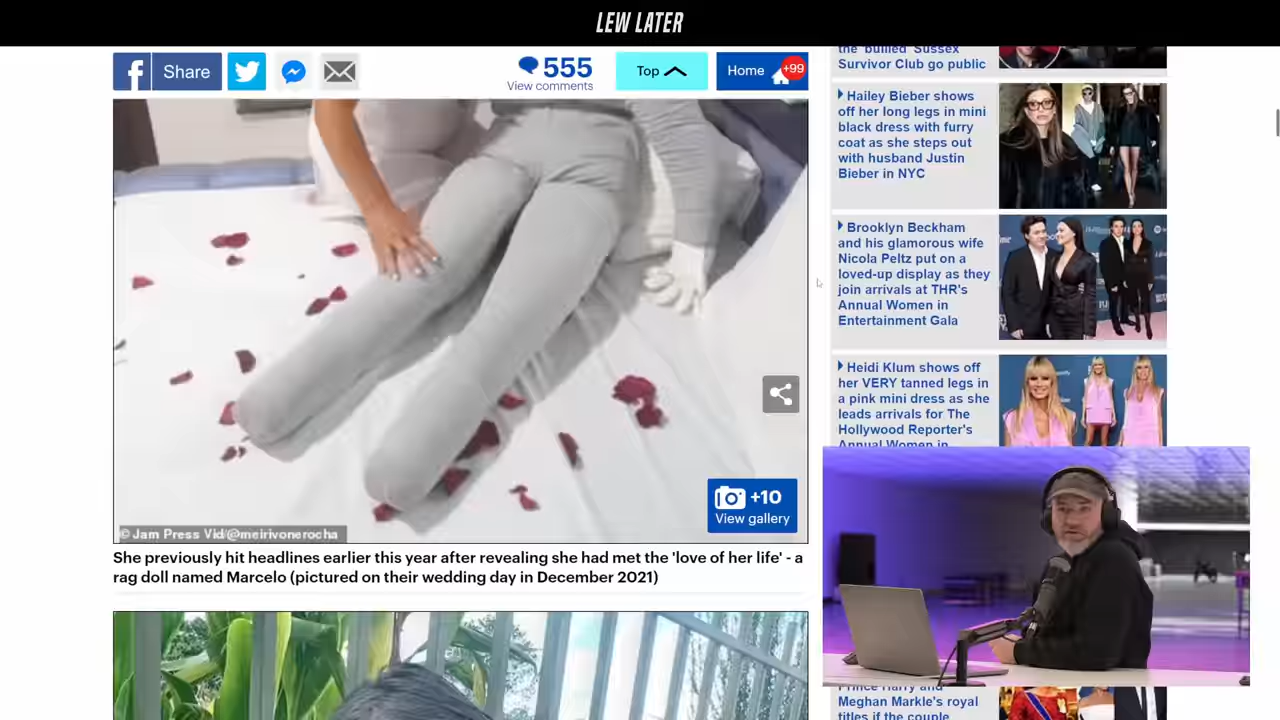 LEW LATER
Share
555
View comments
Top
Home
+99
+10
View gallery
© Jam Press Vid/@meirivonerocha
She previously hit headlines earlier this year after revealing she had met the 'love of her life' - a
rag doll named Marcelo (pictured on their wedding day in December 2021)
the 'bullied' Sussex
Survivor Club go public
Hailey Bieber shows
off her long legs in mini
black dress with furry
coat as she steps out
with husband Justin
Bieber in NYC
Brooklyn Beckham
and his glamorous wife
Nicola Peltz put on a
loved-up display as they
join arrivals at THR's
Annual Women in
Entertainment Gala
Heidi Klum shows off
her VERY tanned legs in
a pink mini dress as she
leads arrivals for The
Hollywood Reporter's
Annual Women in
Prince Harry and
Meghan Markle's royal
titles if the couple